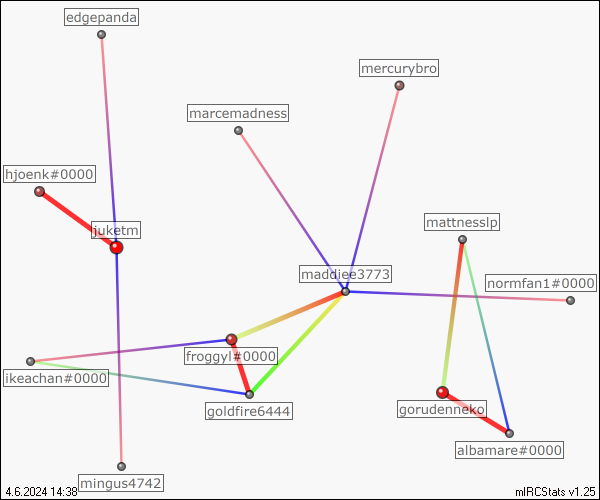 edgepanda
mercurybro
marcemadness
hjoenk#0000
juketm
mattnesslp
maddiee3773
normfan1#0000
froggyl#0000
ikeachan#0000
goldfire6444
gorudenneko
albamare#0000
mingus4742
4.6.2024 14:38
mIRCStats v1.25